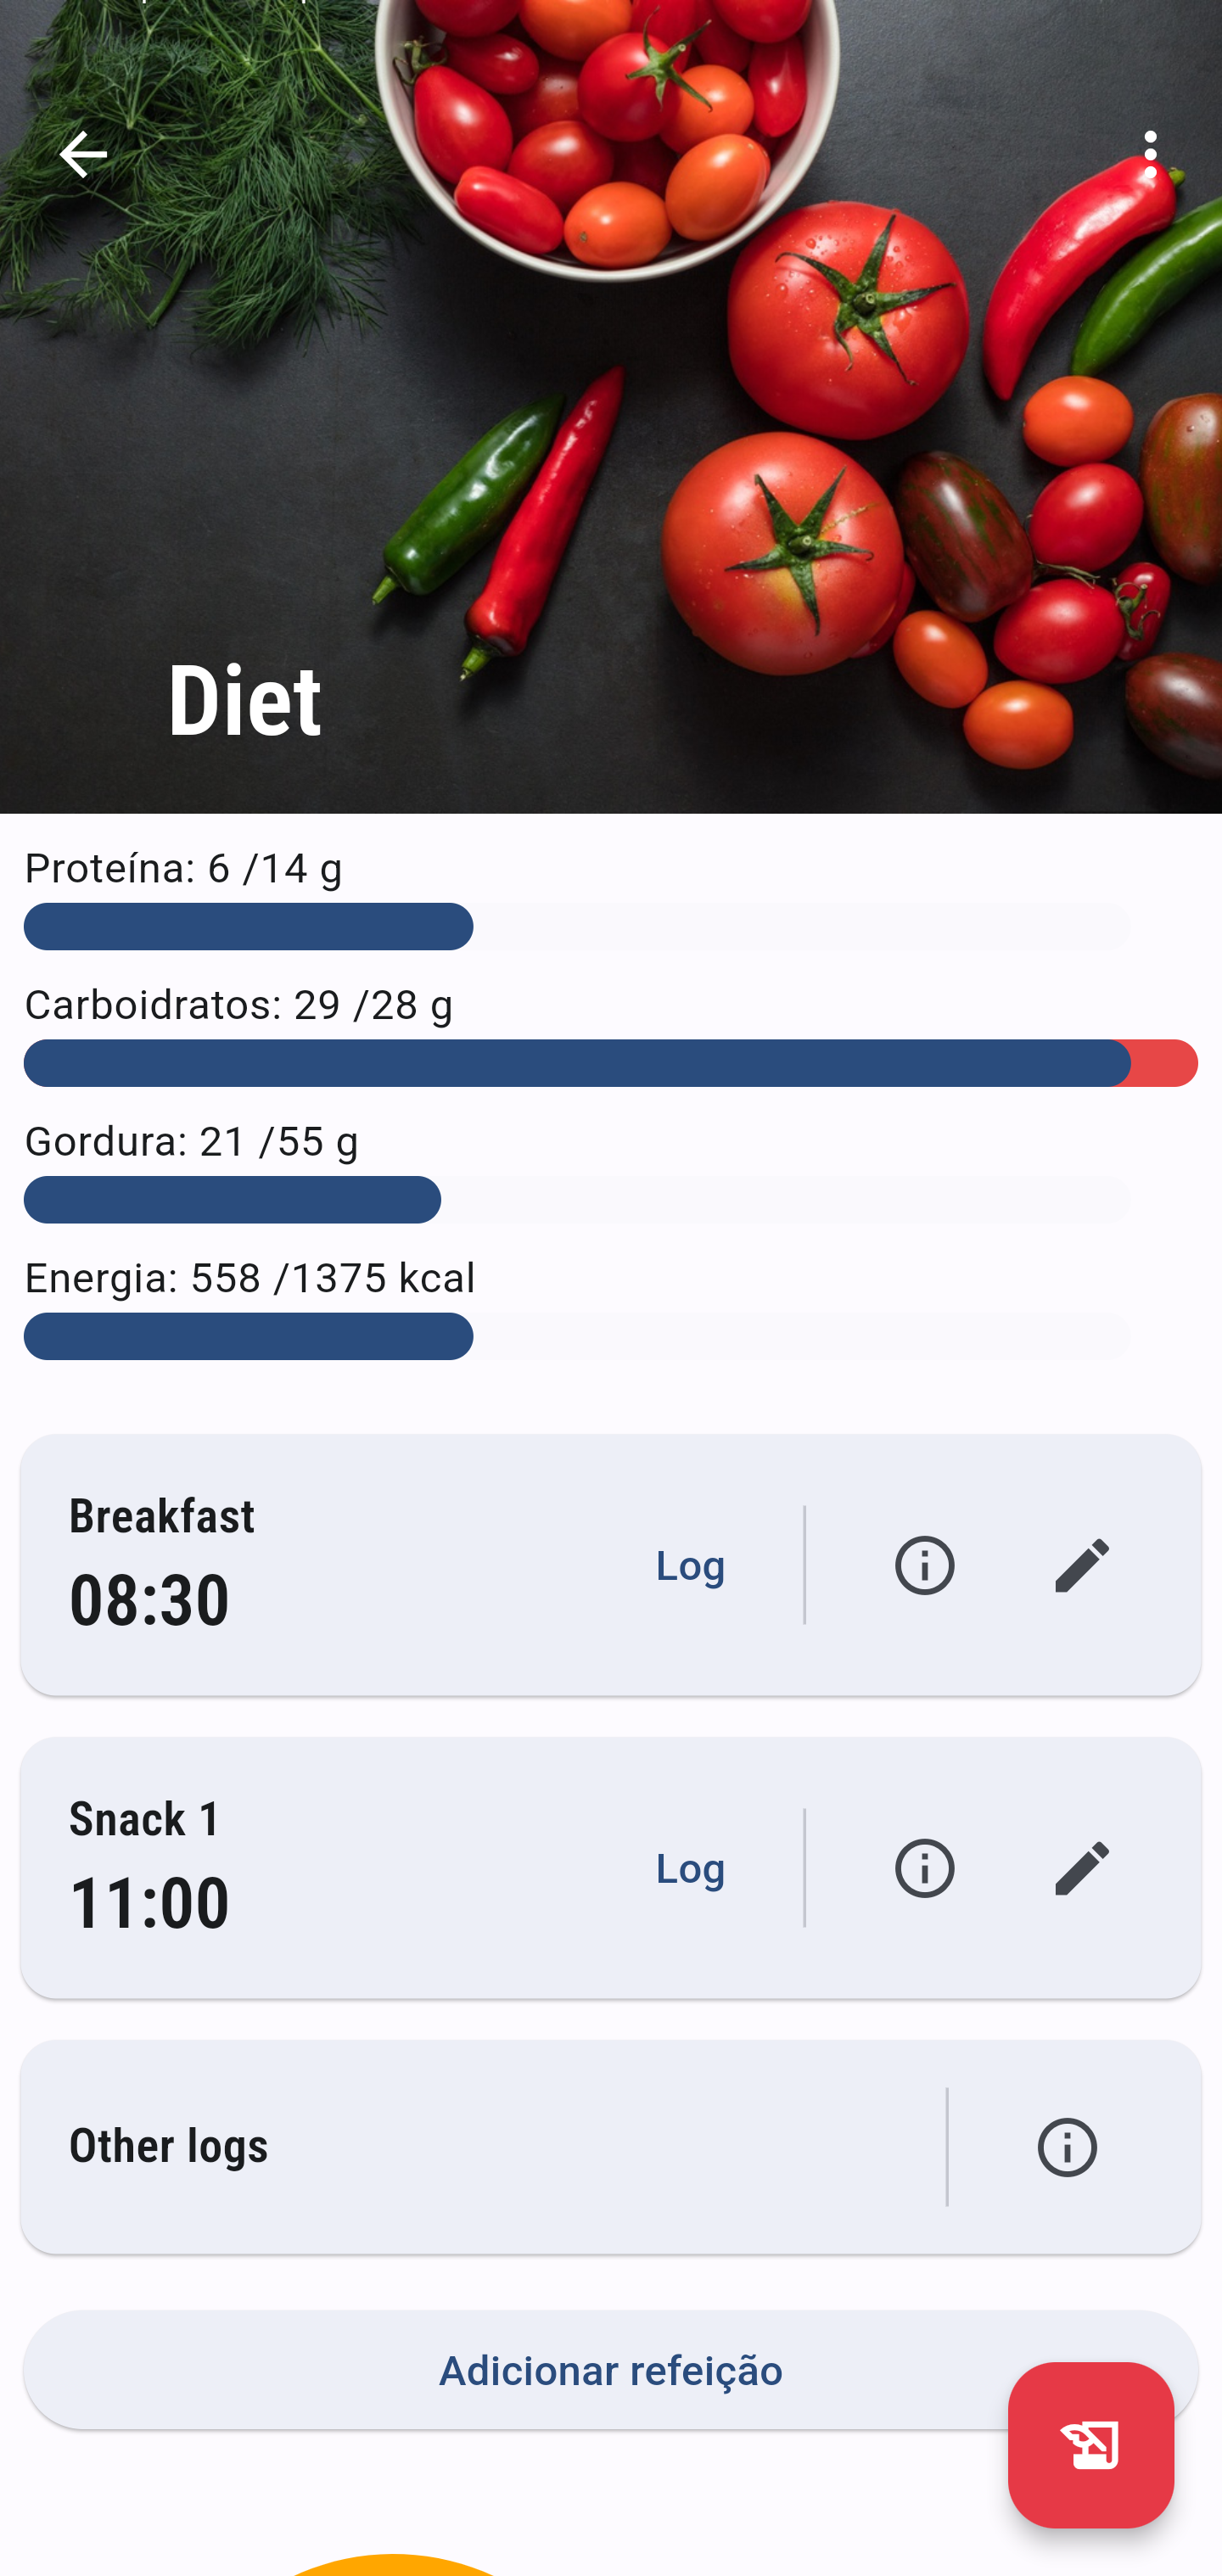 Diet
Proteína: 6 /14 g
Carboidratos: 29 /28 g
Gordura: 21 /55 g
Energia: 558 /1375 kcal
Breakfast
08:30
Log
Snack 1
11:00
Log
Other logs
Adicionar refeição